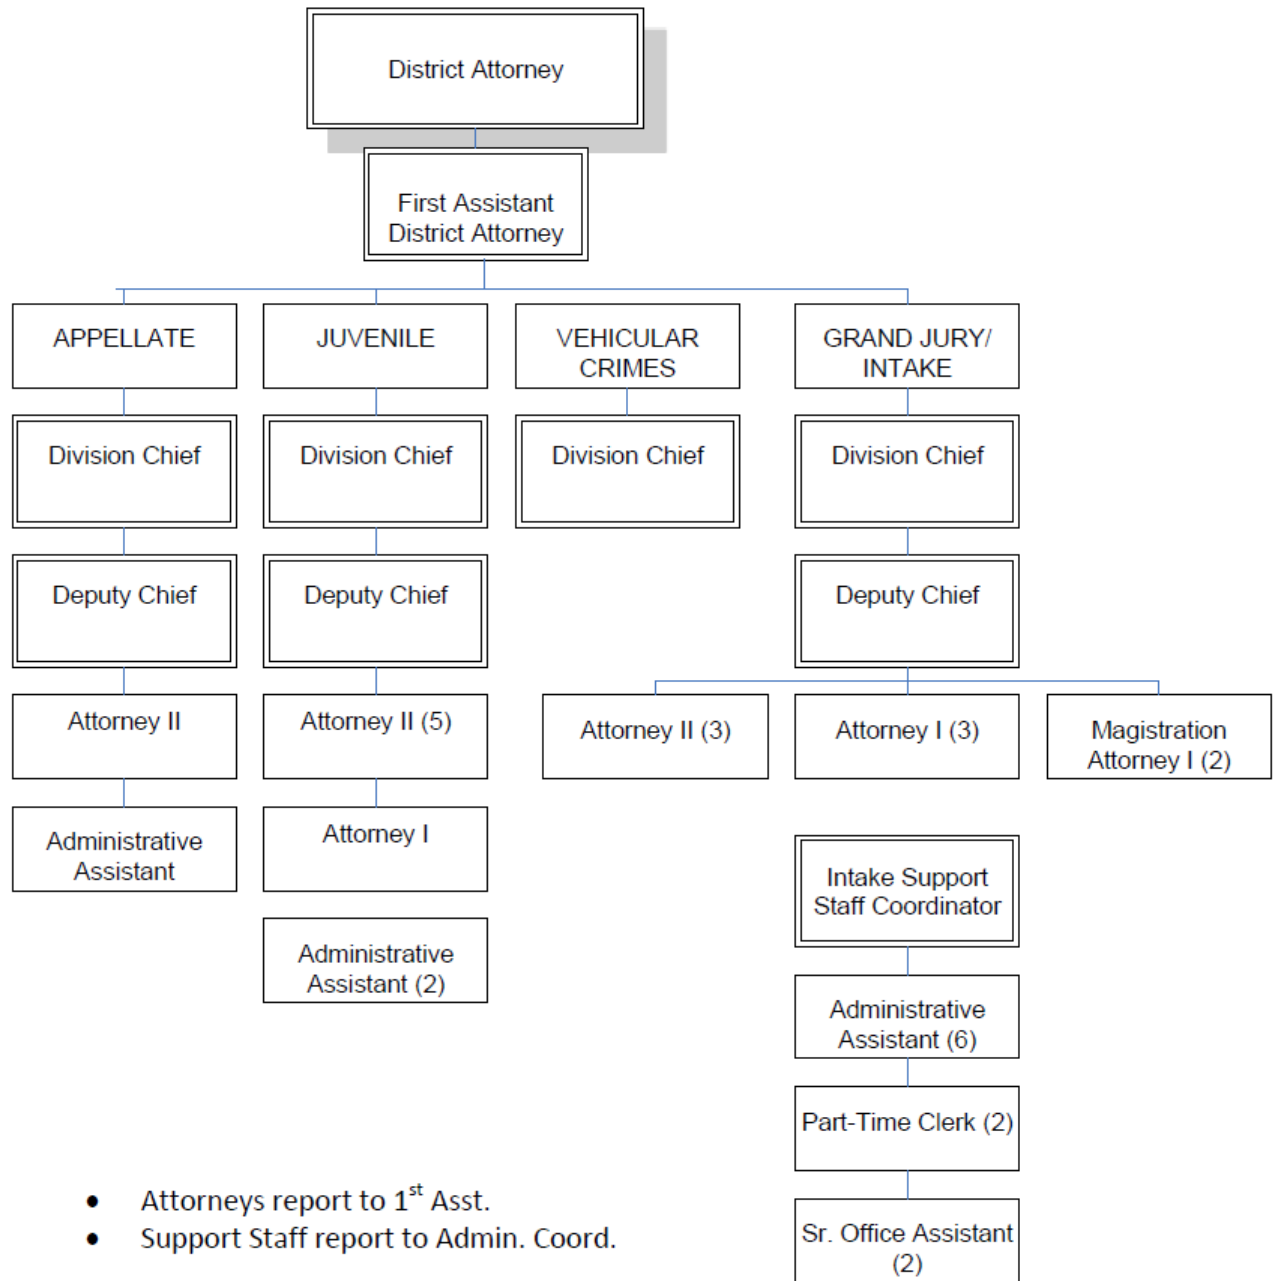 District Attorney
First Assistant
District Attorney
APPELLATE
JUVENILE
VEHICULAR
CRIMES
GRAND JURY/
INTAKE
Division Chief
Division Chief
Division Chief
Division Chief
Deputy Chief
Deputy Chief
Deputy Chief
Attorney II
Attorney II (5)
Attorney II (3)
Attorney I (3)
Magistration
Attorney I (2)
Administrative
Assistant
Attorney I
Intake Support
Staff Coordinator
Administrative
Assistant (2)
Administrative
Assistant (6)
Part-Time Clerk (2)
Sr. Office Assistant
(2)
• Attorneys report to 1st Asst.
• Support Staff report to Admin. Coord.